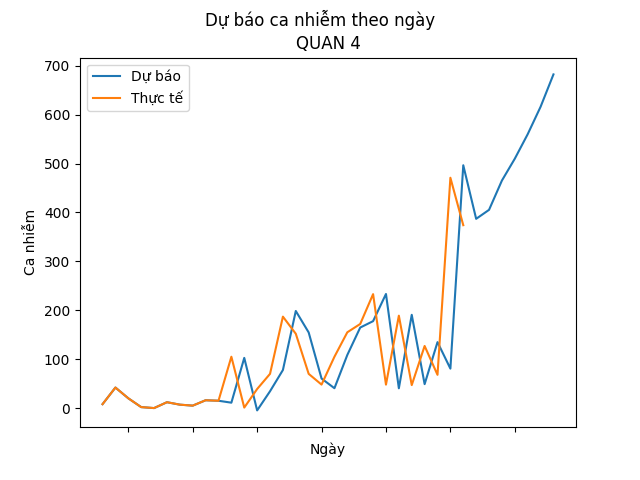 Dự báo ca nhiễm theo ngày
QUAN 4
Dự báo
Thực tế
700
600
500
400
300
200
100
0
Ca nhiễm
Ngày